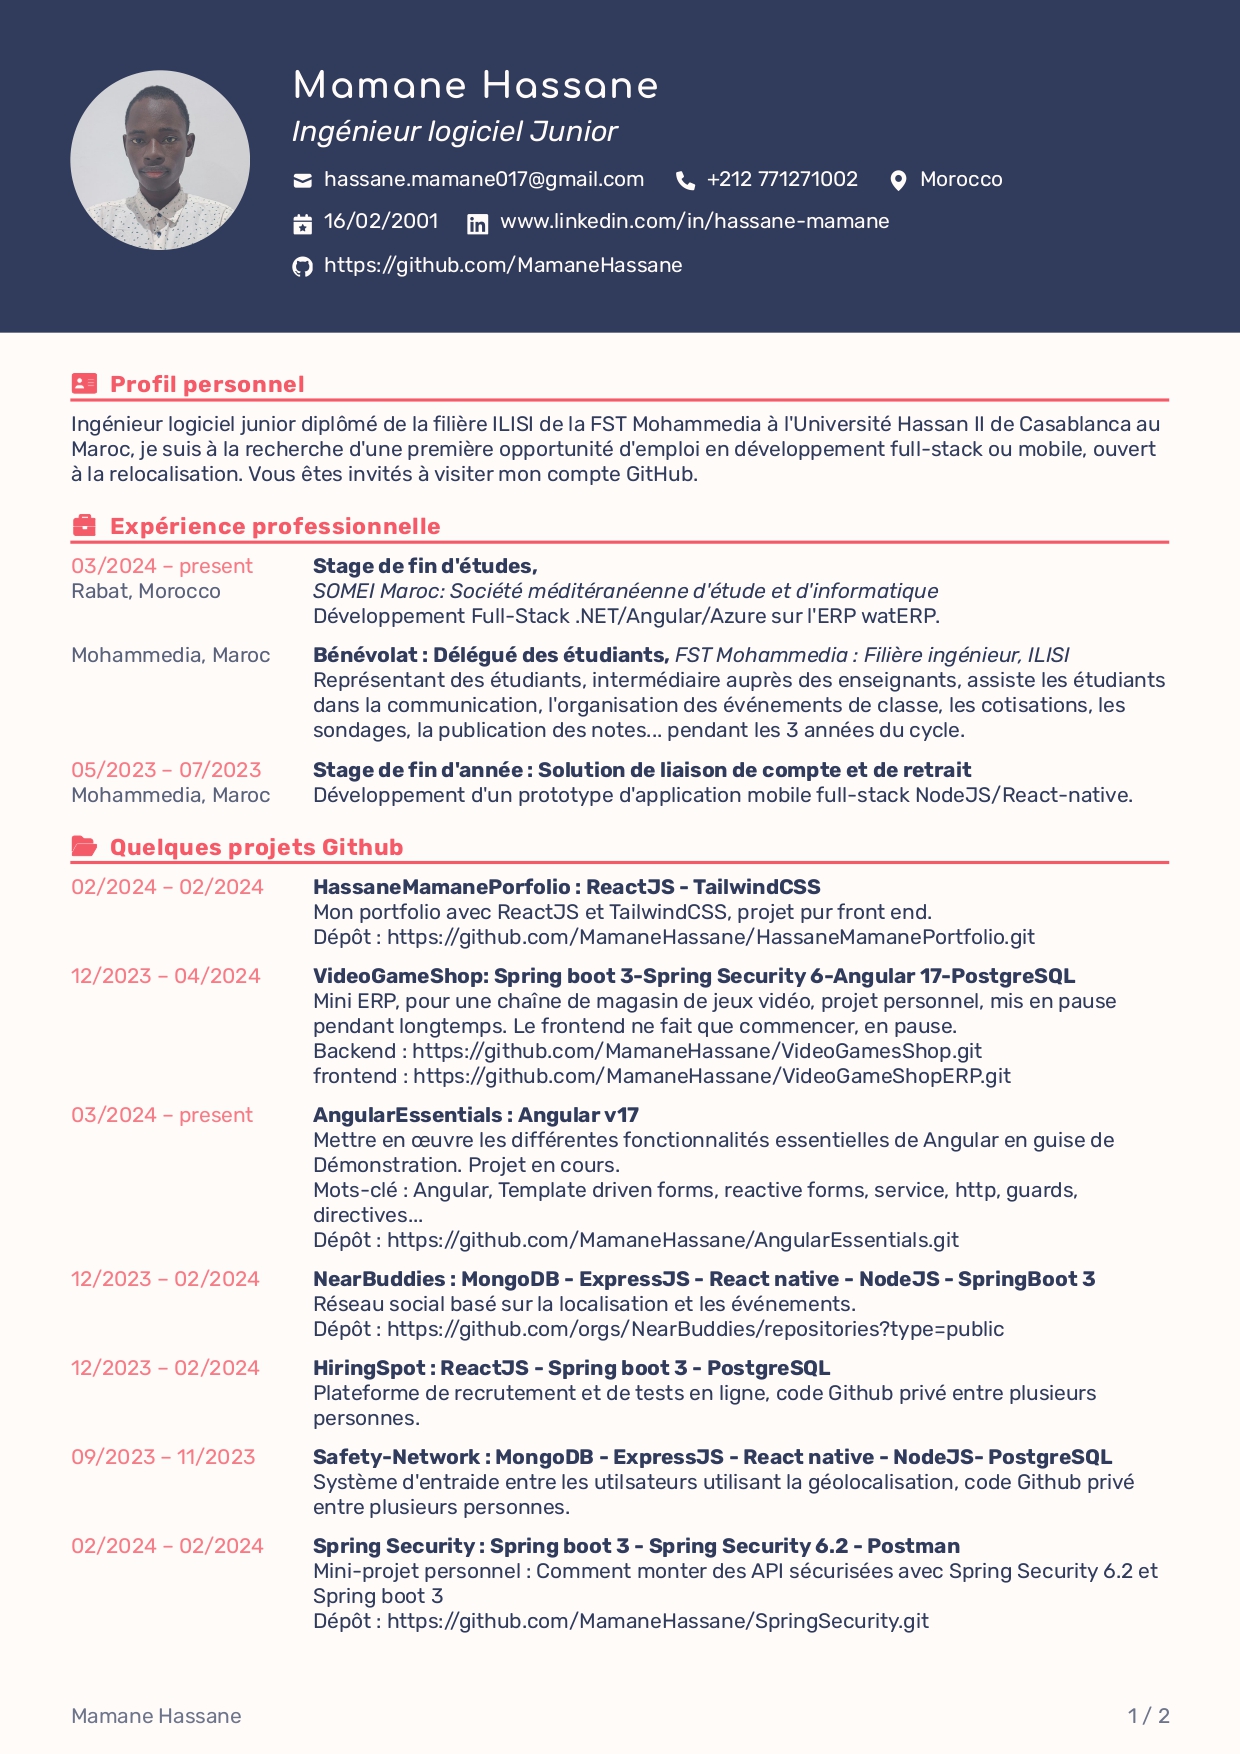 Mamane Hassane
Ingénieur logiciel Junior
hassane.mamane017@gmail.com +212 771271002 Morocco
16/02/2001 www.linkedin.com/in/hassane-mamane
https://github.com/MamaneHassane
Profil personnel
Ingénieur logiciel junior diplômé de la filière ILISI de la FST Mohammedia à l'Université Hassan II de Casablanca au
Maroc, je suis à la recherche d'une première opportunité d'emploi en développement full-stack ou mobile, ouvert
à la relocalisation. Vous êtes invités à visiter mon compte GitHub.
Expérience professionnelle
03/2024 – present Stage de fin d'études,
Rabat, Morocco SOMEI Maroc: Société méditéranéenne d'étude et d'informatique
Développement Full-Stack .NET/Angular/Azure sur l'ERP watERP.
Mohammedia, Maroc Bénévolat : Délégué des étudiants, FST Mohammedia : Filière ingénieur, ILISI
Représentant des étudiants, intermédiaire auprès des enseignants, assiste les étudiants
dans la communication, l'organisation des événements de classe, les cotisations, les
sondages, la publication des notes... pendant les 3 années du cycle.
05/2023 – 07/2023 Stage de fin d'année : Solution de liaison de compte et de retrait
Mohammedia, Maroc Développement d'un prototype d'application mobile full-stack NodeJS/React-native.
Quelques projets Github
02/2024 – 02/2024 HassaneMamanePorfolio : ReactJS - TailwindCSS
Mon portfolio avec ReactJS et TailwindCSS, projet pur front end.
Dépôt : https://github.com/MamaneHassane/HassaneMamanePortfolio.git
12/2023 – 04/2024 VideoGameShop: Spring boot 3-Spring Security 6-Angular 17-PostgreSQL
Mini ERP, pour une chaîne de magasin de jeux vidéo, projet personnel, mis en pause
pendant longtemps. Le frontend ne fait que commencer, en pause.
Backend : https://github.com/MamaneHassane/VideoGamesShop.git
frontend : https://github.com/MamaneHassane/VideoGameShopERP.git
03/2024 – present AngularEssentials : Angular v17
Mettre en œuvre les différentes fonctionnalités essentielles de Angular en guise de
Démonstration. Projet en cours.
Mots-clé : Angular, Template driven forms, reactive forms, service, http, guards,
directives...
Dépôt : https://github.com/MamaneHassane/AngularEssentials.git
12/2023 – 02/2024 NearBuddies : MongoDB - ExpressJS - React native - NodeJS - SpringBoot 3
Réseau social basé sur la localisation et les événements.
Dépôt : https://github.com/orgs/NearBuddies/repositories?type=public
12/2023 – 02/2024 HiringSpot : ReactJS - Spring boot 3 - PostgreSQL
Plateforme de recrutement et de tests en ligne, code Github privé entre plusieurs
personnes.
09/2023 – 11/2023 Safety-Network : MongoDB - ExpressJS - React native - NodeJS- PostgreSQL
Système d'entraide entre les utilsateurs utilisant la géolocalisation, code Github privé
entre plusieurs personnes.
02/2024 – 02/2024 Spring Security : Spring boot 3 - Spring Security 6.2 - Postman
Mini-projet personnel : Comment monter des API sécurisées avec Spring Security 6.2 et
Spring boot 3
Dépôt : https://github.com/MamaneHassane/SpringSecurity.git
Mamane Hassane 1 / 2